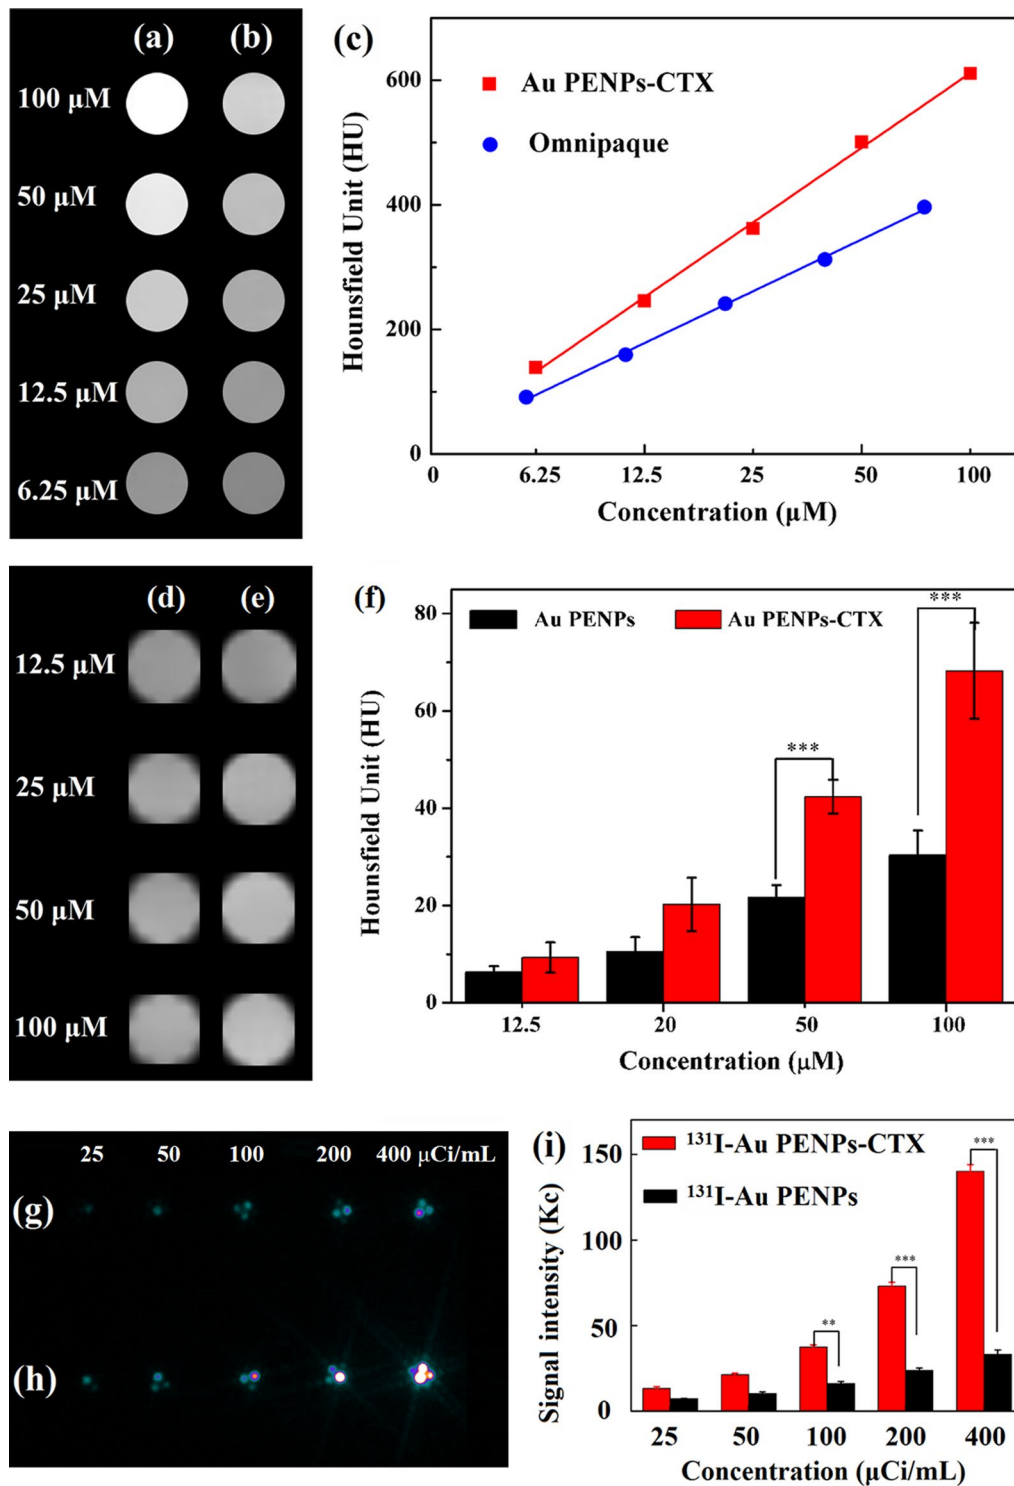 (a) (b)
100 μM
50 μM
25 μM
12.5 μM
6.25 μM
(c)
Hounsfield Unit (HU)
600
400
200
0
Au PENPs-CTX
Omnipaque
0 6.25 12.5 25 50 100
Concentration (μM)
(d) (e)
12.5 μM
25 μM
50 μM
100 μM
(f)
Hounsfield Unit (HU)
80
60
40
20
0
Au PENPs Au PENPs-CTX
***
***
12.5 20 50 100
Concentration (μM)
25 50 100 200 400 μCi/mL
(g)
(h)
(i)
Signal intensity (Kc)
150
100
50
0
131I-Au PENPs-CTX
131I-Au PENPs
**
***
***
25 50 100 200 400
Concentration (μCi/mL)